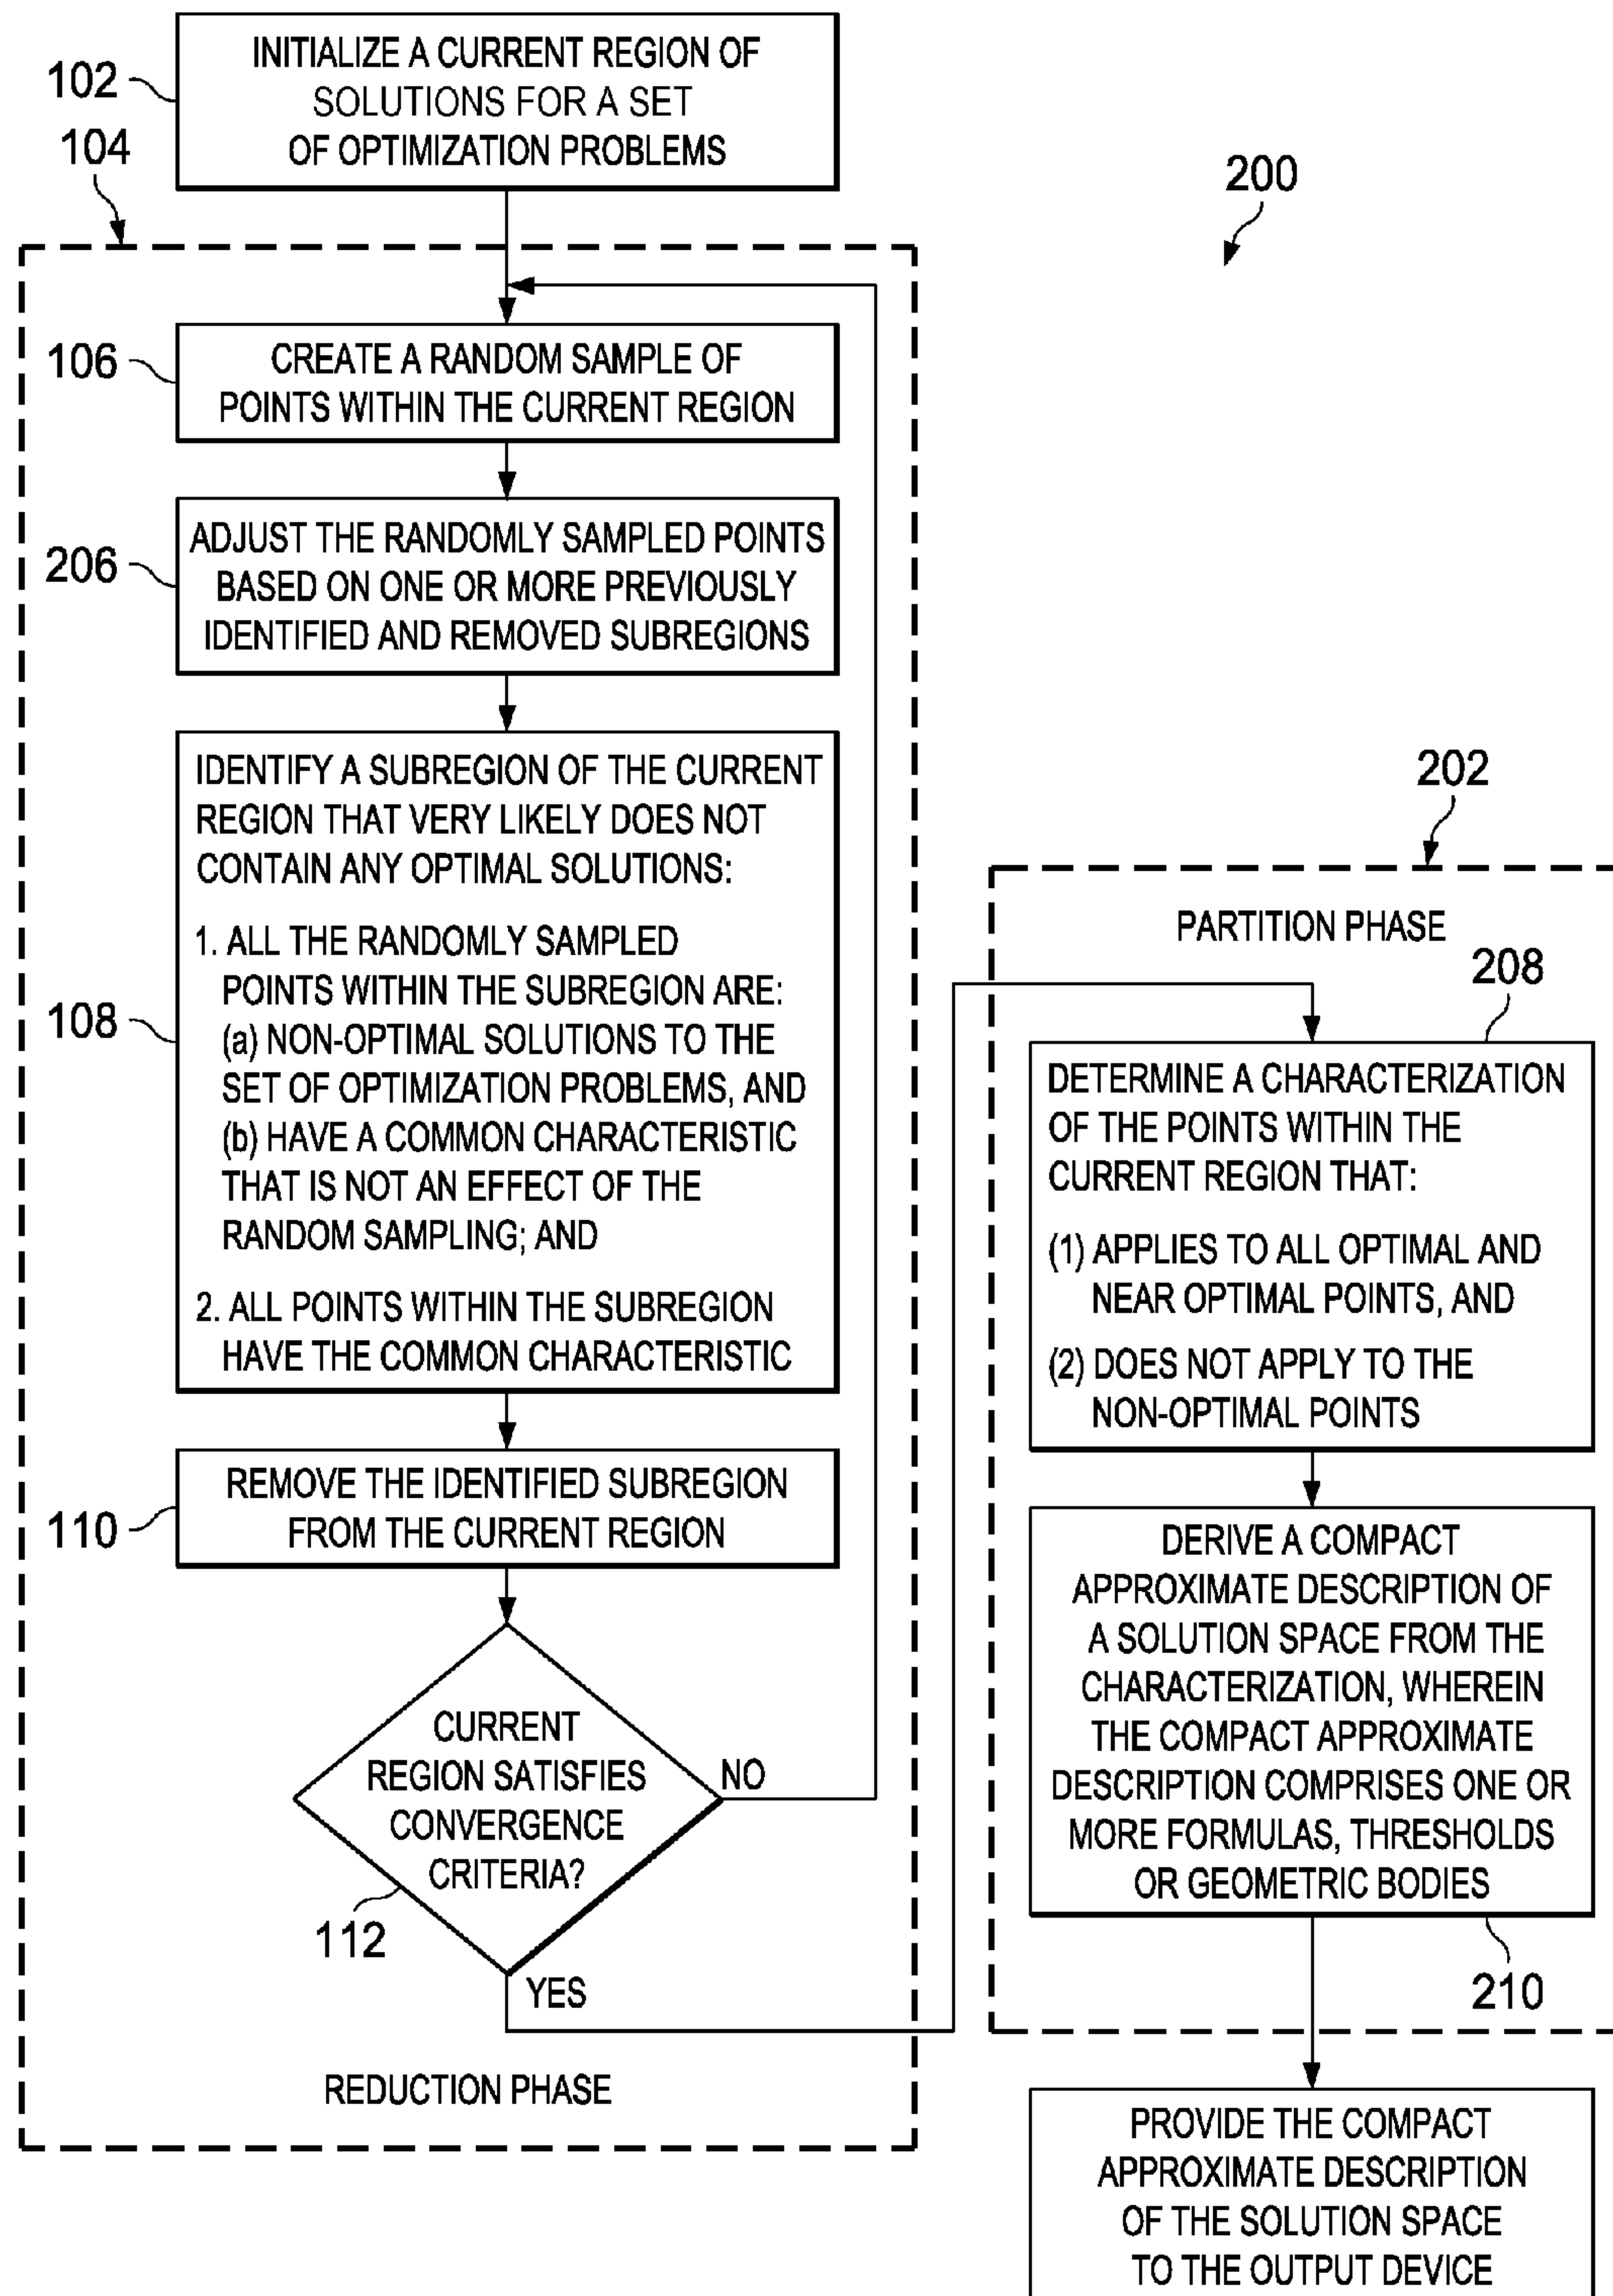 102
INITIALIZE A CURRENT REGION OF
SOLUTIONS FOR A SET
OF OPTIMIZATION PROBLEMS
104
200
106
CREATE A RANDOM SAMPLE OF
POINTS WITHIN THE CURRENT REGION
206
ADJUST THE RANDOMLY SAMPLED POINTS
BASED ON ONE OR MORE PREVIOUSLY
IDENTIFIED AND REMOVED SUBREGIONS
108
IDENTIFY A SUBREGION OF THE CURRENT
REGION THAT VERY LIKELY DOES NOT
CONTAIN ANY OPTIMAL SOLUTIONS:
1. ALL THE RANDOMLY SAMPLED
POINTS WITHIN THE SUBREGION ARE:
(a) NON-OPTIMAL SOLUTIONS TO THE
SET OF OPTIMIZATION PROBLEMS, AND
(b) HAVE A COMMON CHARACTERISTIC
THAT IS NOT AN EFFECT OF THE
RANDOM SAMPLING; AND
2. ALL POINTS WITHIN THE SUBREGION
HAVE THE COMMON CHARACTERISTIC
110
REMOVE THE IDENTIFIED SUBREGION
FROM THE CURRENT REGION
CURRENT
REGION SATISFIES
CONVERGENCE
CRITERIA?
NO
112
YES
REDUCTION PHASE
202
PARTITION PHASE
208
DETERMINE A CHARACTERIZATION
OF THE POINTS WITHIN THE
CURRENT REGION THAT:
(1) APPLIES TO ALL OPTIMAL AND
NEAR OPTIMAL POINTS, AND
(2) DOES NOT APPLY TO THE
NON-OPTIMAL POINTS
DERIVE A COMPACT
APPROXIMATE DESCRIPTION OF
A SOLUTION SPACE FROM THE
CHARACTERIZATION, WHEREIN
THE COMPACT APPROXIMATE
DESCRIPTION COMPRISES ONE OR
MORE FORMULAS, THRESHOLDS
OR GEOMETRIC BODIES
210
PROVIDE THE COMPACT
APPROXIMATE DESCRIPTION
OF THE SOLUTION SPACE
TO THE OUTPUT DEVICE